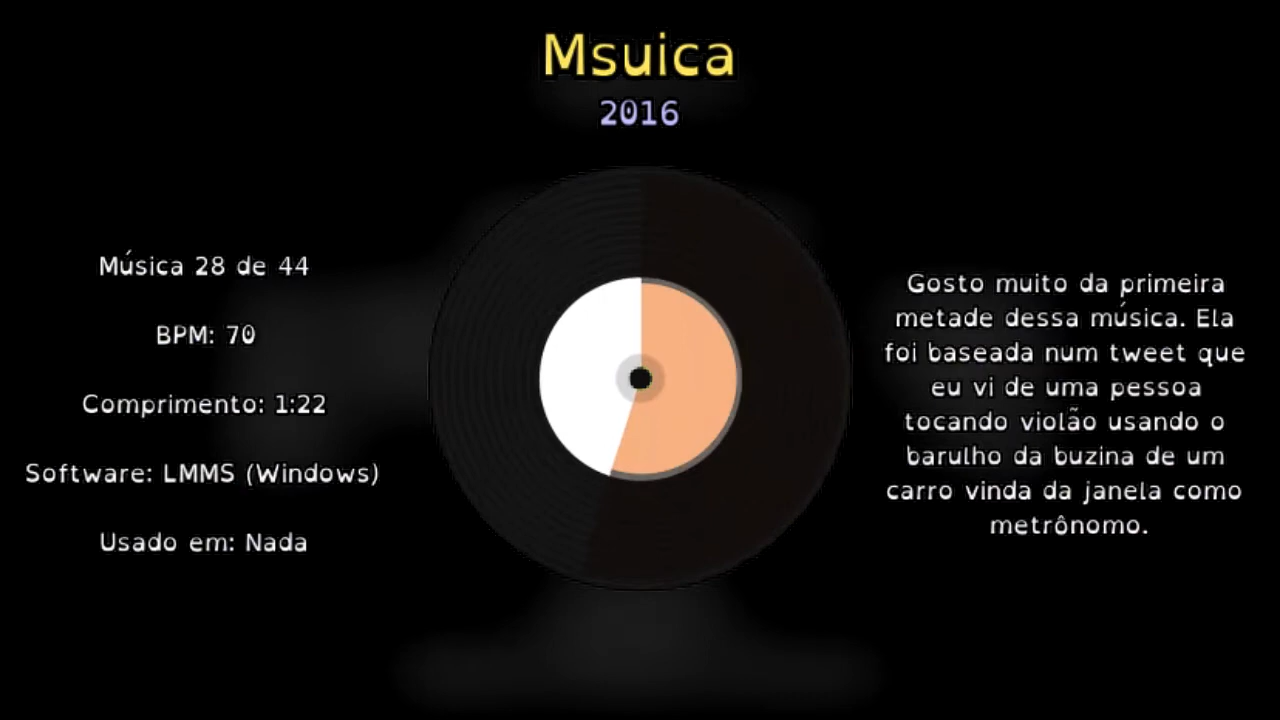 Msuica
2016
Música 28 de 44
BPM: 70
Comprimento: 1:22
Software: LMMS (Windows)
Usado em: Nada
Gosto muito da primeira
metade dessa música. Ela
foi baseada num tweet que
eu vi de uma pessoa
tocando violão usando o
barulho da buzina de um
carro vinda da janela como
metrônomo.